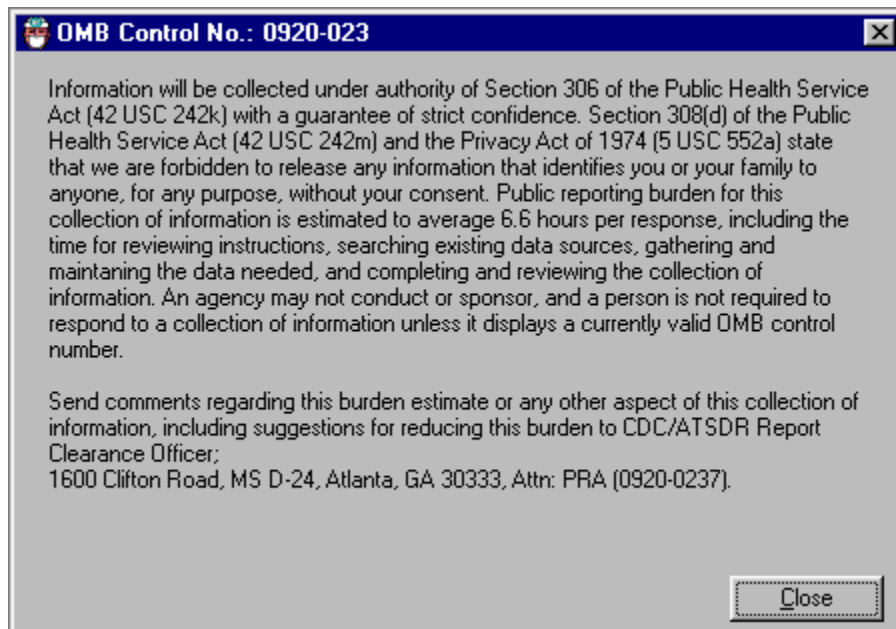 OMB Control No.: 0920-023
Information will be collected under authority of Section 306 of the Public Health Service
Act (42 USC 242k) with a guarantee of strict confidence. Section 308(d) of the Public
Health Service Act (42 USC 242m) and the Privacy Act of 1974 (5 USC 552a) state
that we are forbidden to release any information that identifies you or your family to
anyone, for any purpose, without your consent. Public reporting burden for this
collection of information is estimated to average 6.6 hours per response, including the
time for reviewing instructions, searching existing data sources, gathering and
maintaning the data needed, and completing and reviewing the collection of
information. An agency may not conduct or sponsor, and a person is not required to
respond to a collection of information unless it displays a currently valid OMB control
number.
Send comments regarding this burden estimate or any other aspect of this collection of
information, including suggestions for reducing this burden to CDC/ATSDR Report
Clearance Officer;
1600 Clifton Road, MS D-24, Atlanta, GA 30333, Attn: PRA (0920-0237).
Close